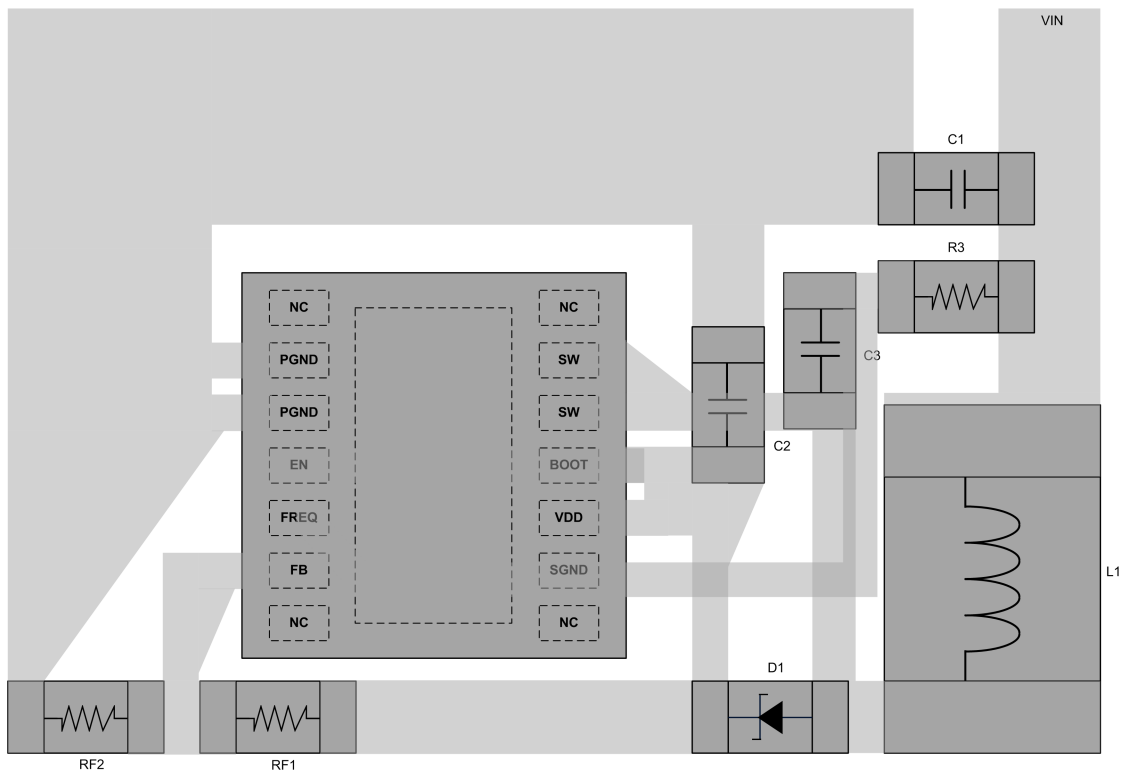 VIN
C1
R3
NC
NC
PGND
SW
C3
PGND
SW
C2
EN
BOOT
FREQ
VDD
FB
SGND
L1
NC
NC
D1
RF2
RF1